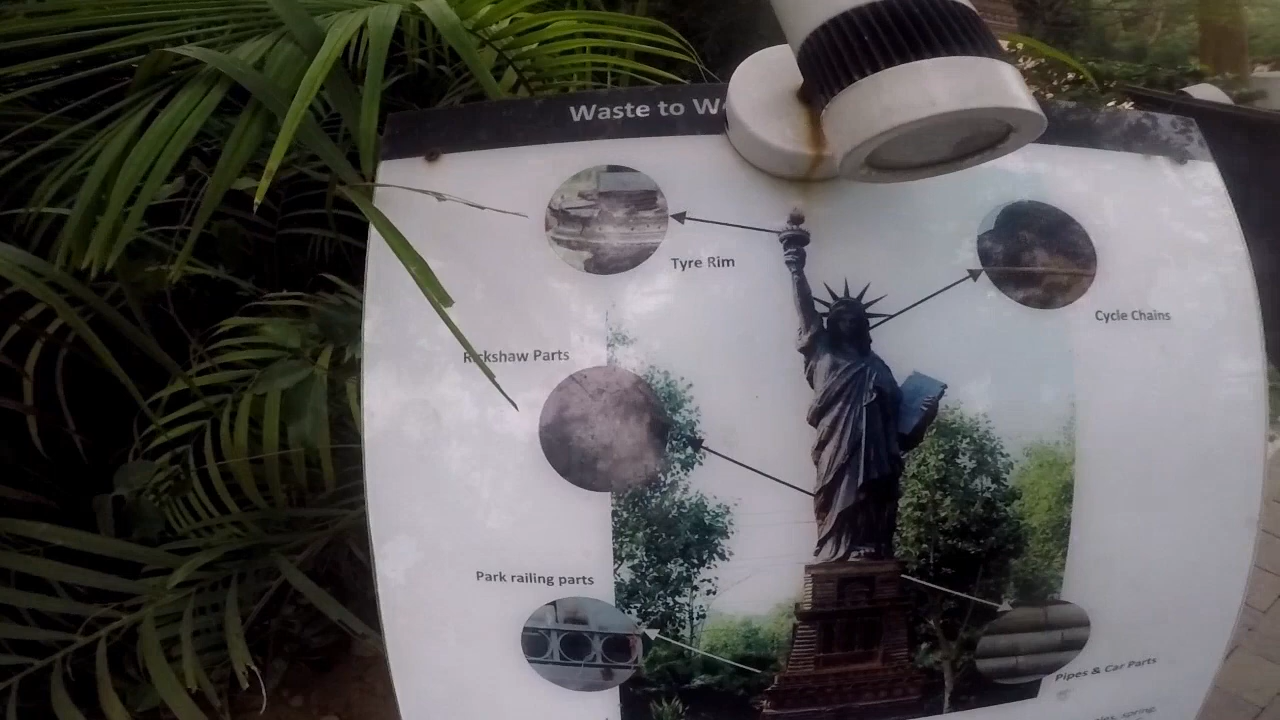 Waste to W
Tyre Rim
Cycle Chains
Rickshaw Parts
Park railing parts
Pipes & Car Parts